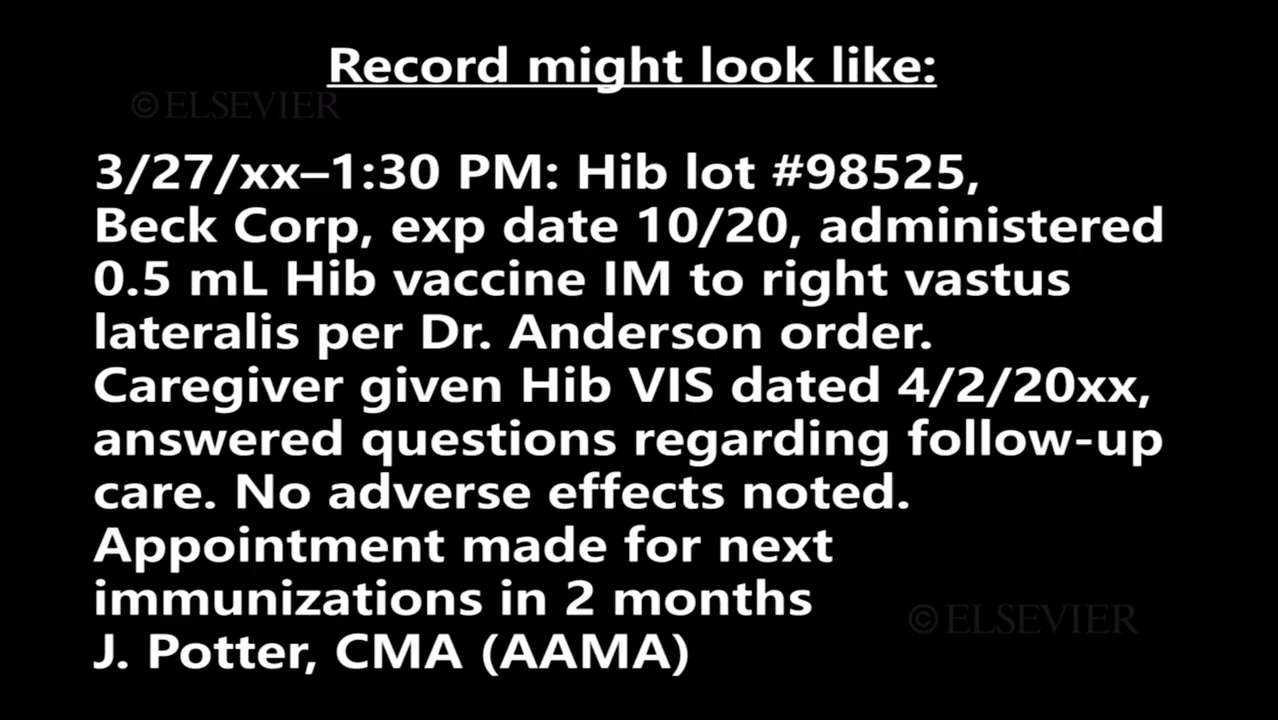 Record might look like:
©ELSEVIER
3/27/xx–1:30 PM: Hib lot #98525,
Beck Corp, exp date 10/20, administered
0.5 mL Hib vaccine IM to right vastus
lateralis per Dr. Anderson order.
Caregiver given Hib VIS dated 4/2/20xx,
answered questions regarding follow-up
care. No adverse effects noted.
Appointment made for next
immunizations in 2 months
©ELSEVIER
J. Potter, CMA (AAMA)